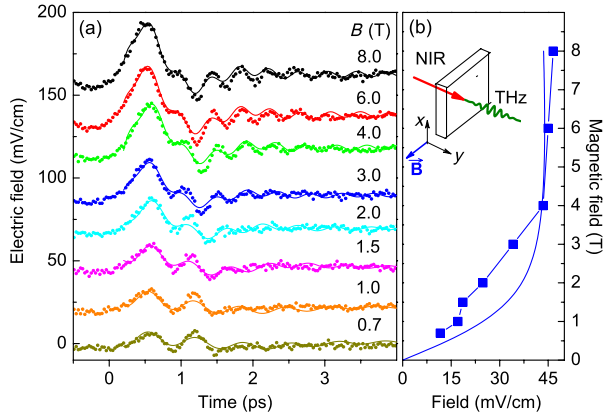 (a)
B (T)
8.0
6.0
4.0
3.0
2.0
1.5
1.0
0.7
200
150
100
50
0
Electric field (mV/cm)
0 1 2 3
Time (ps)
(b)
NIR
THz
x
y
B
8
7
6
5
4
3
2
1
0
Magnetic field (T)
0 15 30 45
Field (mV/cm)